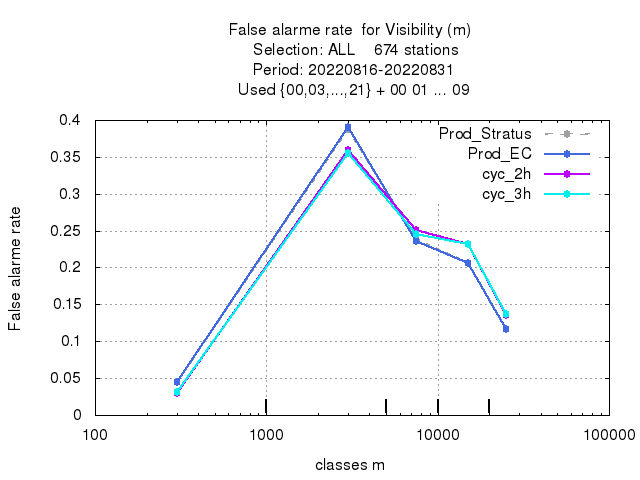 False alarme rate  for Visibility (m)
Selection: ALL    674 stations
Period: 20220816-20220831
Used {00,03,...,21} + 00 01 ... 09
Prod_Stratus
Prod_EC
cyc_2h
cyc_3h
0.4
0.35
0.3
0.25
0.2
0.15
0.1
0.05
0
False alarme rate
100
1000
10000
100000
classes m